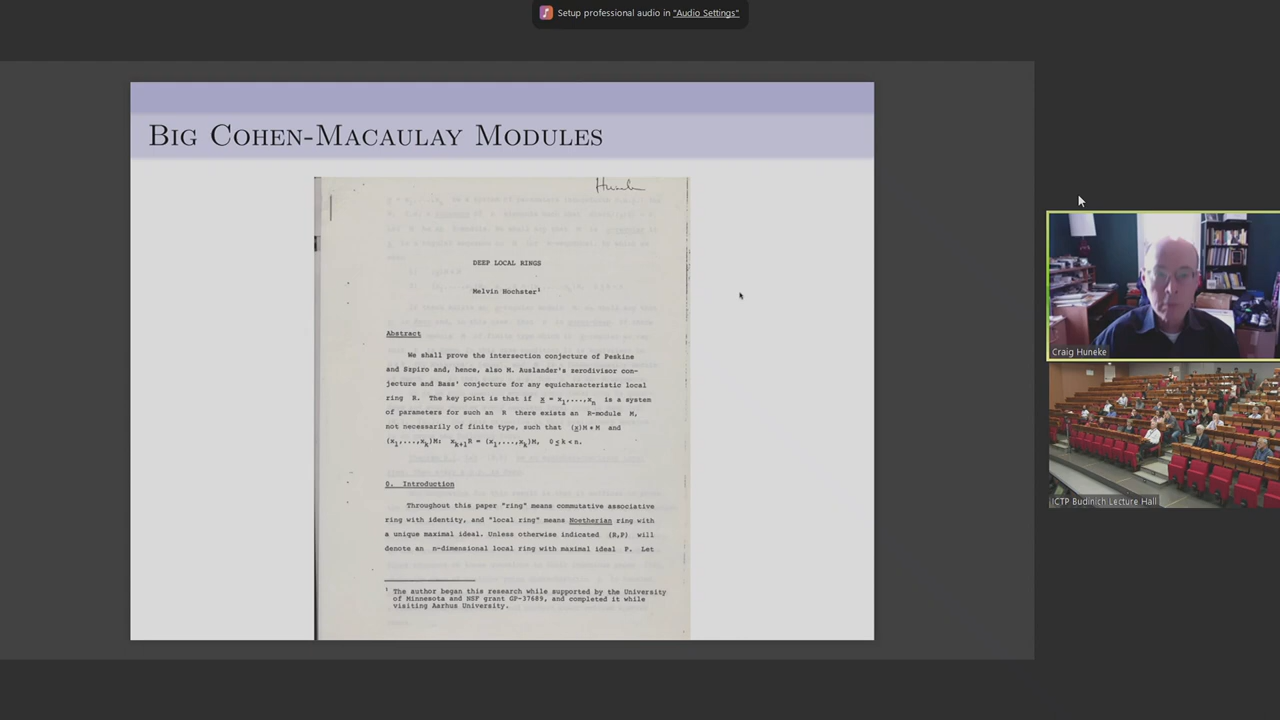 Setup professional audio in "Audio Settings"
BIG COHEN-MACAULAY MODULES
Huneke
DEEP LOCAL RINGS
Melvin Hochster¹
Abstract
We shall prove the intersection conjecture of Peskine
and Szpiro and, hence, also M. Auslander's zerodivisor con-
jecture and Bass' conjecture for any equicharacteristic local
ring R. The key point is that if x = x₁,...,xₙ is a system
of parameters for such an R there exists an R-module M,
not necessarily of finite type, such that (x)M ≠ M and
(x₁,...,xₖ)M: xₖ₊₁R = (x₁,...,xₖ)M, 0 ≤ k < n.
0. Introduction
Throughout this paper "ring" means commutative associative
ring with identity, and "local ring" means Noetherian ring with
a unique maximal ideal. Unless otherwise indicated (R,P) will
denote an n-dimensional local ring with maximal ideal P. Let
¹ The author began this research while supported by the University
of Minnesota and NSF grant GP-37689, and completed it while
visiting Aarhus University.
Craig Huneke
ICTP Budinich Lecture Hall